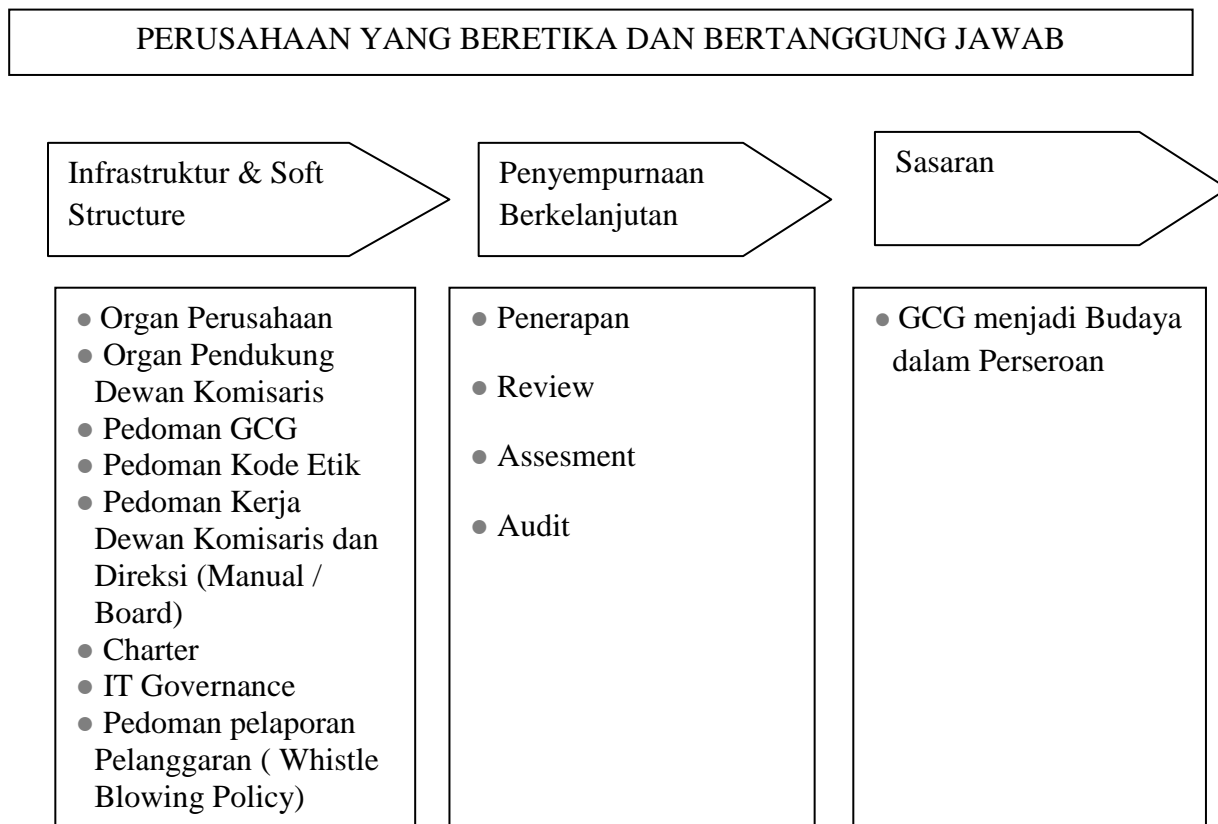 PERUSAHAAN YANG BERETIKA DAN BERTANGGUNG JAWAB
Infrastruktur & Soft
Structure
Penyempurnaan
Berkelanjutan
Sasaran
● Organ Perusahaan
● Organ Pendukung
Dewan Komisaris
● Pedoman GCG
● Pedoman Kode Etik
● Pedoman Kerja
Dewan Komisaris dan
Direksi (Manual /
Board)
● Charter
● IT Governance
● Pedoman pelaporan
Pelanggaran ( Whistle
Blowing Policy)
● Penerapan
● Review
● Assesment
● Audit
● GCG menjadi Budaya
dalam Perseroan